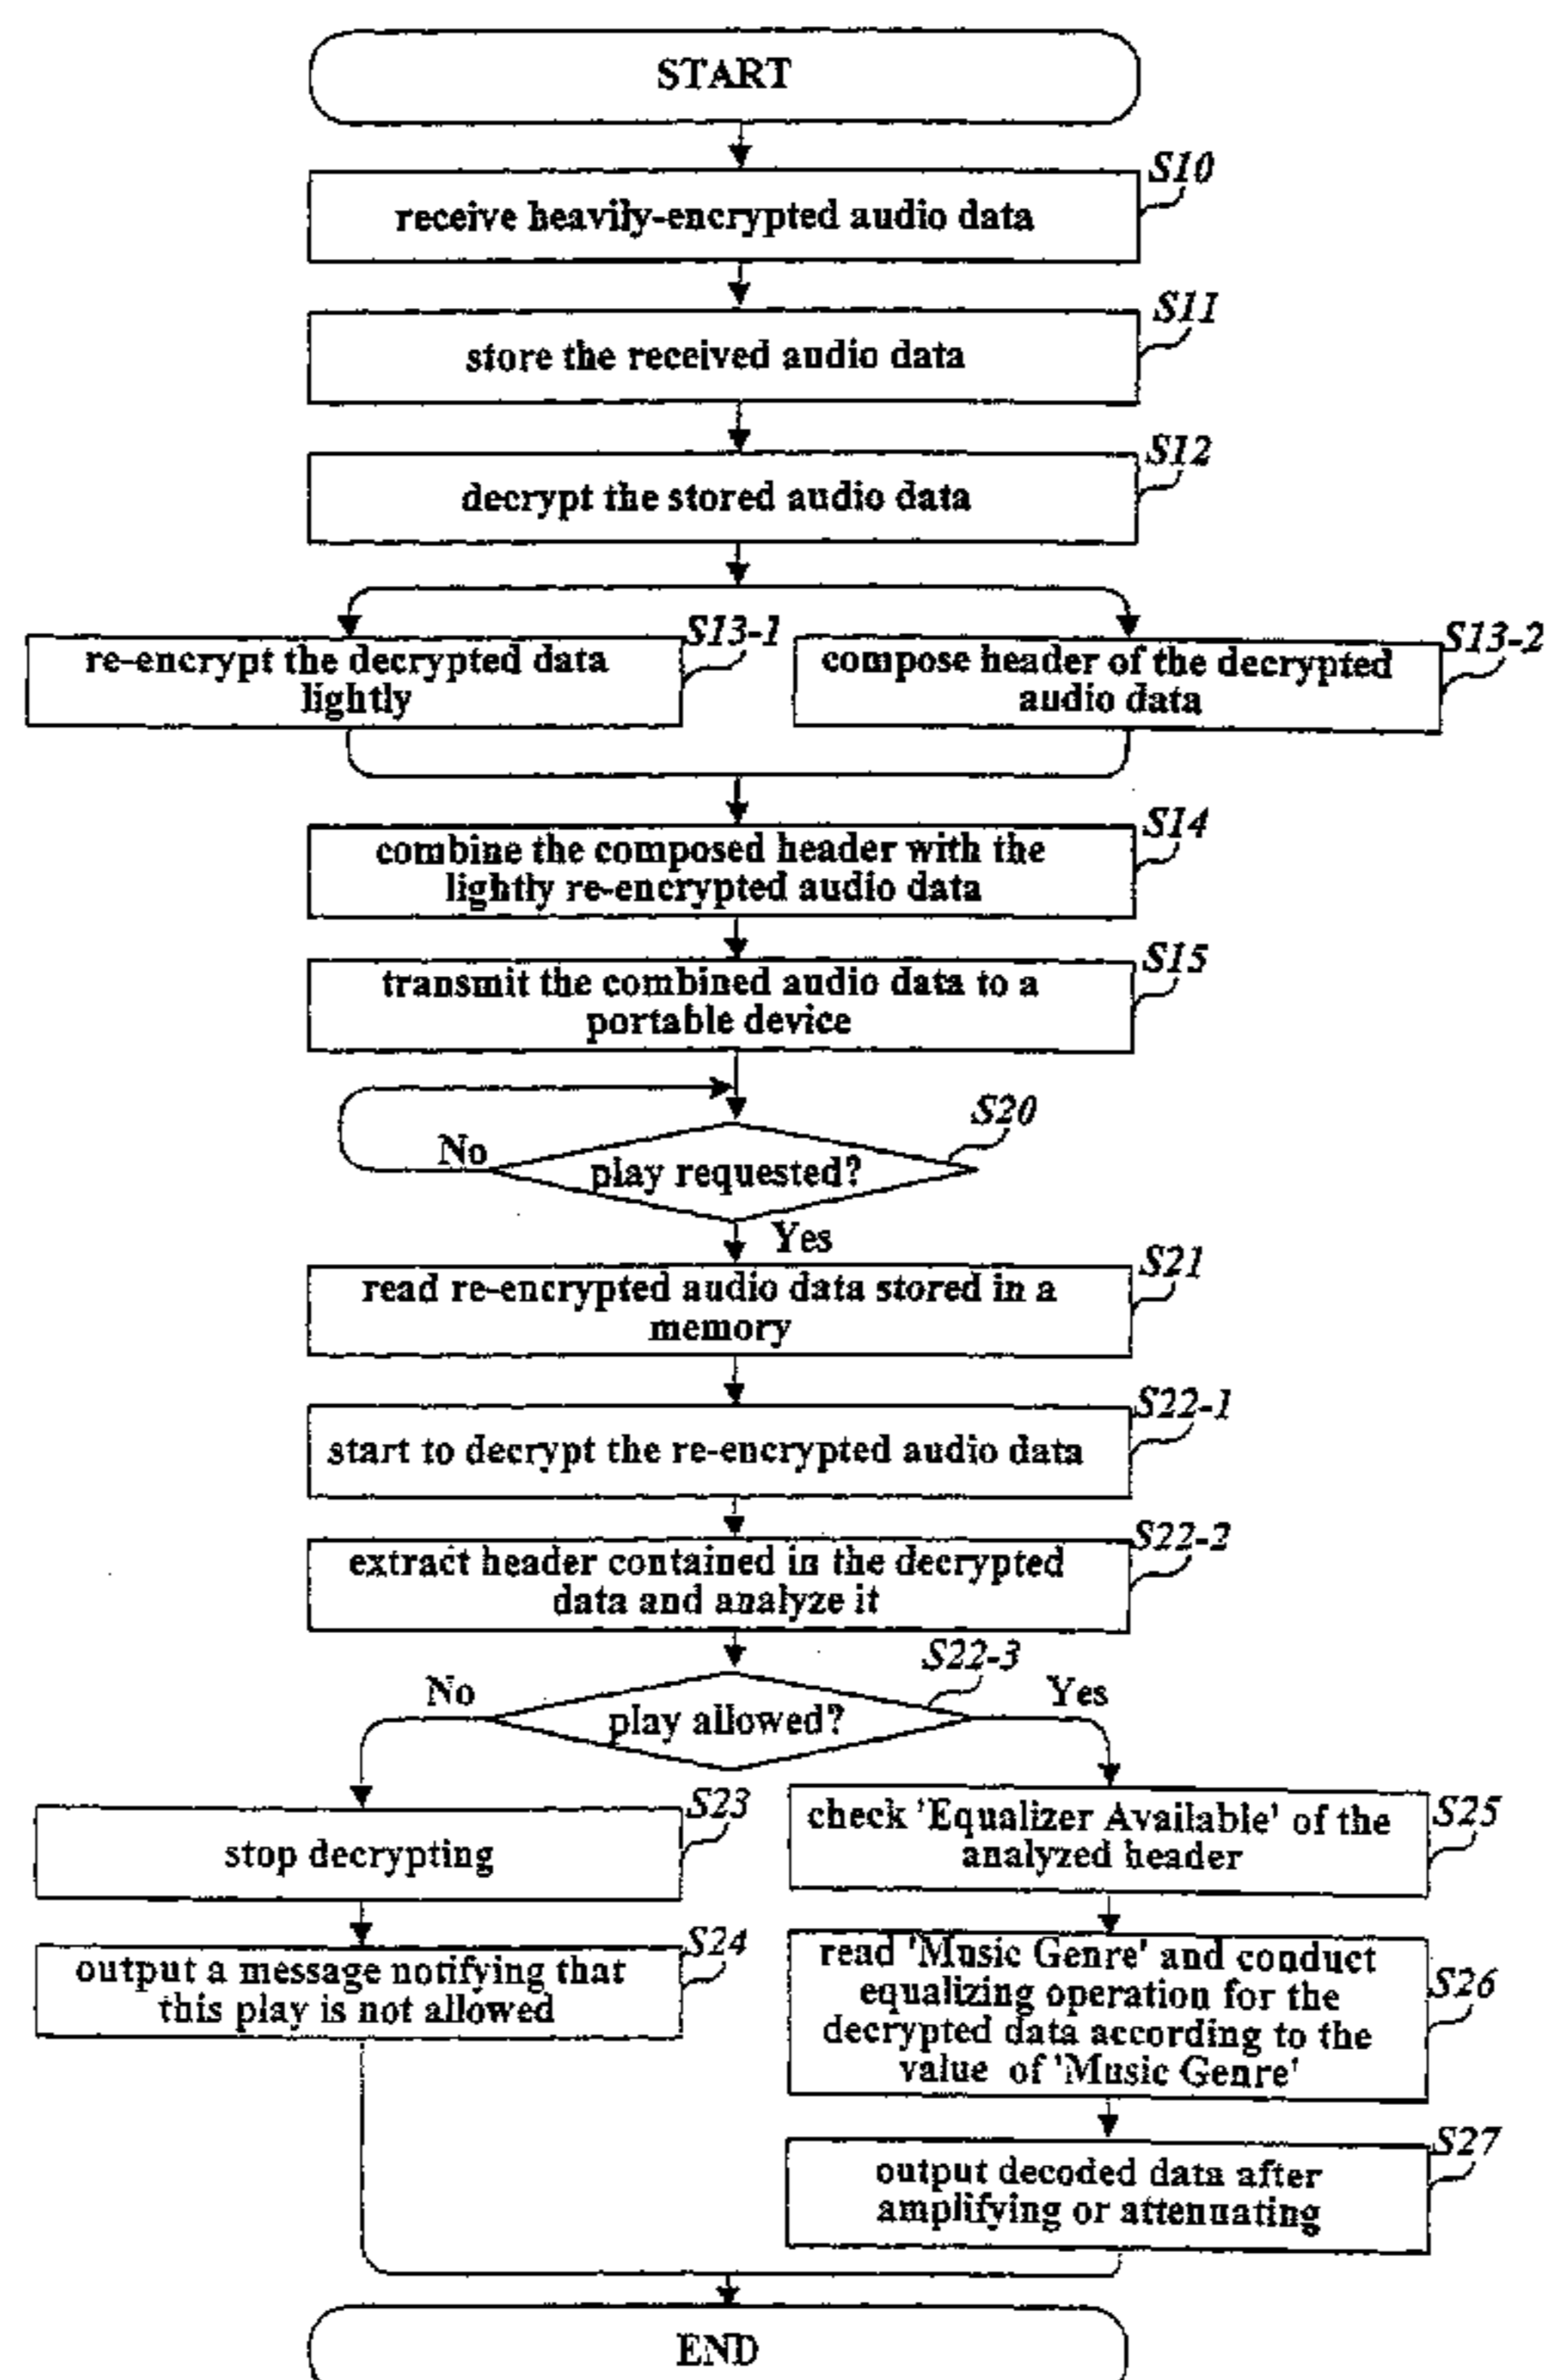 START
S10
receive heavily-encrypted audio data
S11
store the received audio data
S12
decrypt the stored audio data
S13-1
re-encrypt the decrypted data
lightly
S13-2
compose header of the decrypted
audio data
S14
combine the composed header with the
lightly re-encrypted audio data
S15
transmit the combined audio data to a
portable device
S20
No
play requested?
Yes
S21
read re-encrypted audio data stored in a
memory
S22-1
start to decrypt the re-encrypted audio data
S22-2
extract header contained in the decrypted
data and analyze it
S22-3
No
play allowed?
Yes
S23
stop decrypting
S24
output a message notifying that
this play is not allowed
S25
check 'Equalizer Available' of the
analyzed header
S26
read 'Music Genre' and conduct
equalizing operation for the
decrypted data according to the
value of 'Music Genre'
S27
output decoded data after
amplifying or attenuating
END